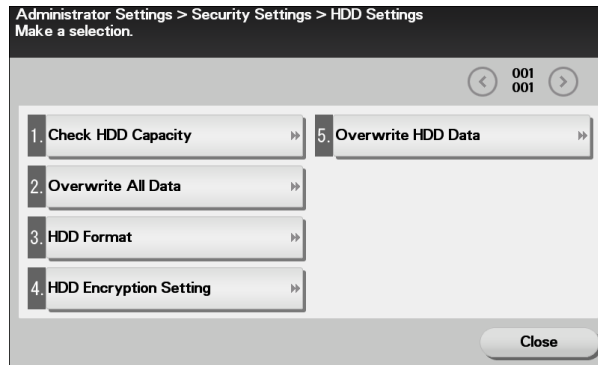 Administrator Settings > Security Settings > HDD Settings
Make a selection.
001
001
1. Check HDD Capacity
5. Overwrite HDD Data
2. Overwrite All Data
3. HDD Format
4. HDD Encryption Setting
Close